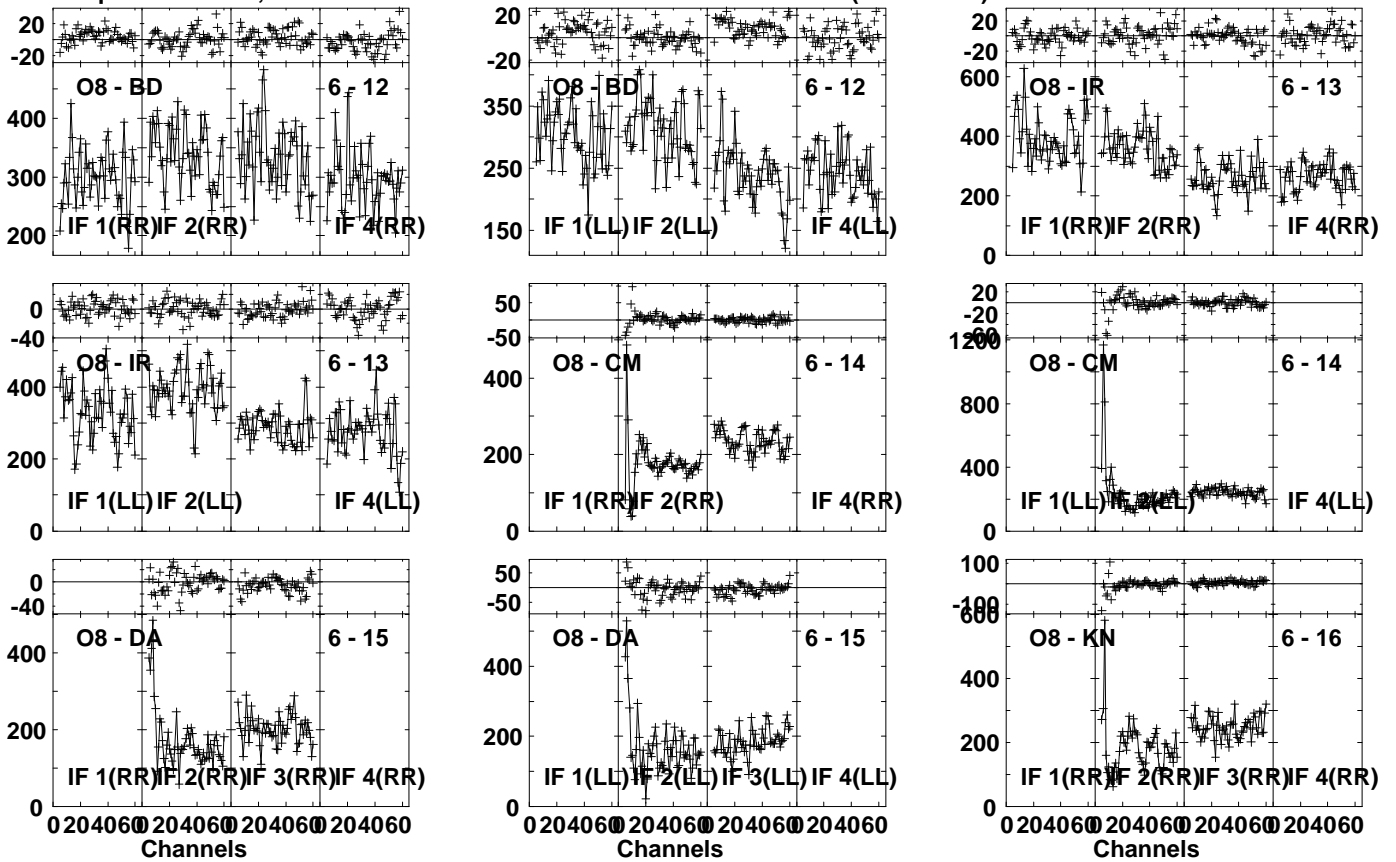 20
-20
O8 - BD
6 - 12
400
300
200
IF 1(RR)
IF 2(RR)
IF 4(RR)
20
-20
O8 - BD
6 - 12
350
250
150
IF 1(LL)
IF 2(LL)
IF 4(LL)
20
-20
O8 - IR
6 - 13
600
400
200
0
IF 1(RR)
IF 2(RR)
IF 4(RR)
0
-40
O8 - IR
6 - 13
400
200
0
IF 1(LL)
IF 2(LL)
IF 4(LL)
50
-50
O8 - CM
6 - 14
400
200
0
IF 1(RR)
IF 2(RR)
IF 4(RR)
20
-20
-60
O8 - CM
6 - 14
1200
800
400
0
IF 1(LL)
IF 2(LL)
IF 4(LL)
0
-40
O8 - DA
6 - 15
400
200
0
IF 1(RR)
IF 2(RR)
IF 3(RR)
IF 4(RR)
0 204060 0 204060 0 204060 0 204060
Channels
50
-50
O8 - DA
6 - 15
400
200
0
IF 1(LL)
IF 2(LL)
IF 3(LL)
IF 4(LL)
0 204060 0 204060 0 204060 0 204060
Channels
100
-100
O8 - KN
6 - 16
600
400
200
0
IF 1(RR)
IF 2(RR)
IF 3(RR)
IF 4(RR)
0 204060 0 204060 0 204060 0 204060
Channels